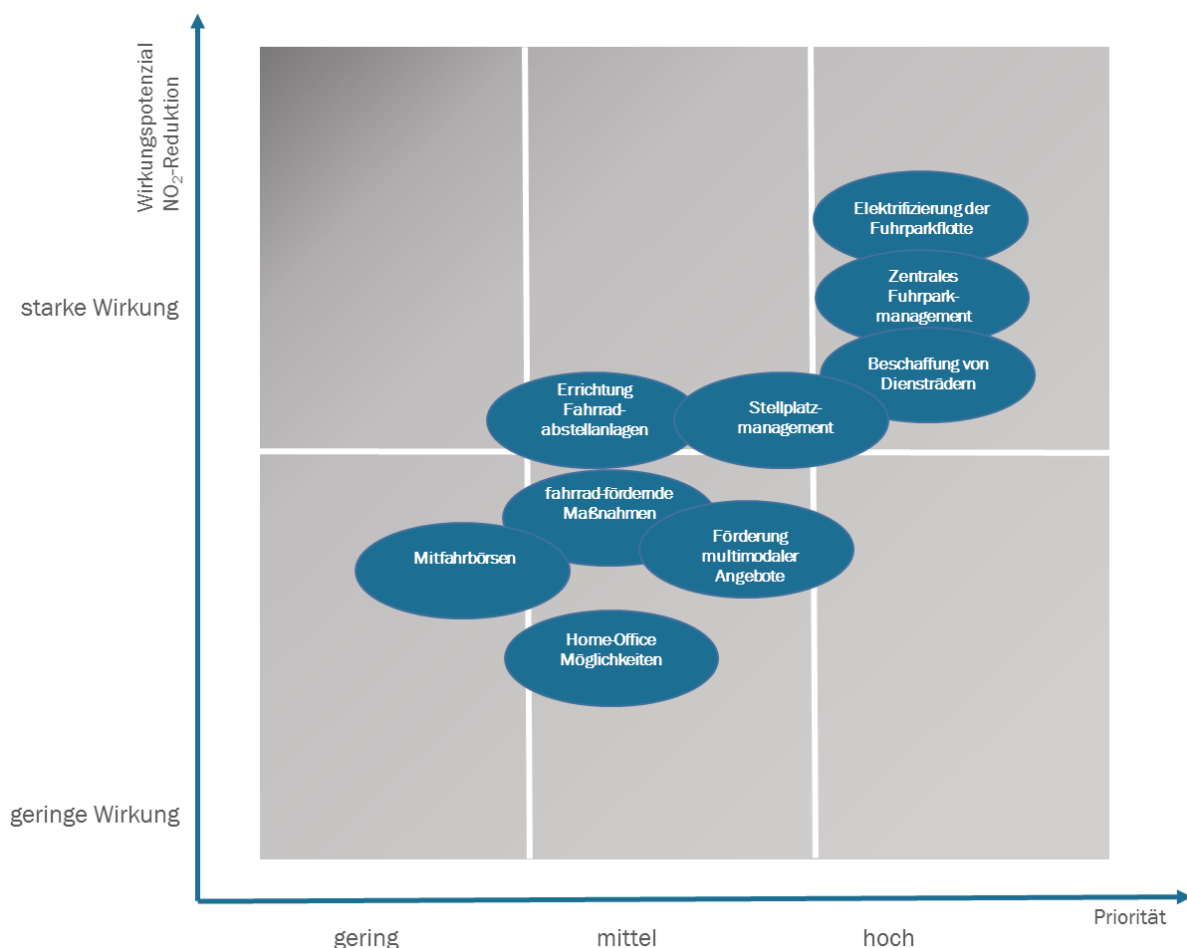 Wirkungspotenzial
NO₂-Reduktion
starke Wirkung
geringe Wirkung
Elektrifizierung der
Fuhrparkflotte
Zentrales
Fuhrpark-
management
Beschaffung von
Diensträdern
Errichtung
Fahrrad-
abstellanlagen
Stellplatz-
management
fahrrad-fördernde
Maßnahmen
Förderung
multimodaler
Angebote
Mitfahrbörsen
Home-Office
Möglichkeiten
Priorität
gering
mittel
hoch